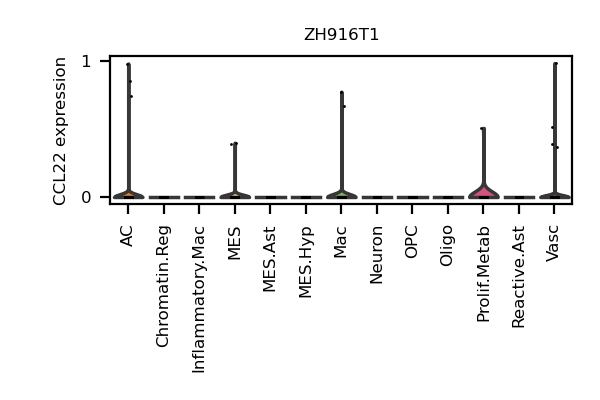 ZH916T1
CCL22 expression
1
0
AC
Chromatin.Reg
Inflammatory.Mac
MES
MES.Ast
MES.Hyp
Mac
Neuron
OPC
Oligo
Prolif.Metab
Reactive.Ast
Vasc